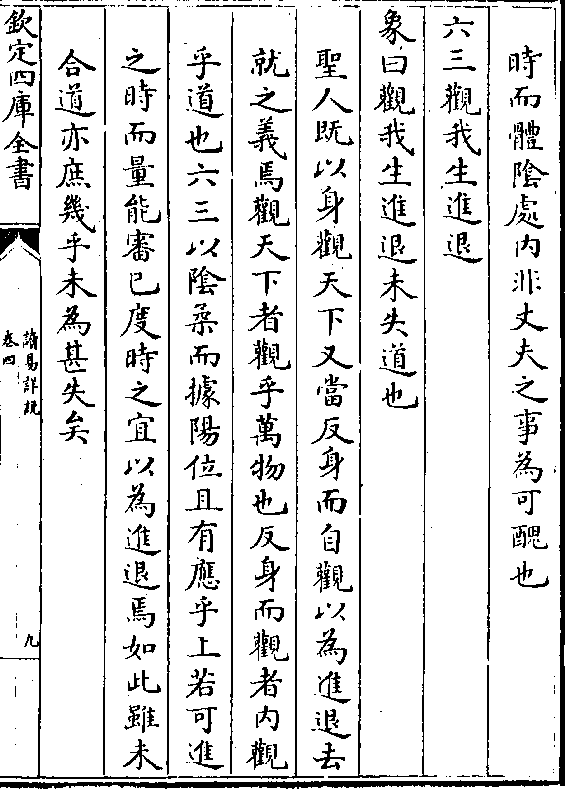 時而體陰處内非丈夫之事為可醜也
六三觀我生進退
象曰觀我生進退未失道也
聖人既以身觀天下又當反身而自觀以為進退去
就之義焉觀天下者觀乎萬物也反身而觀者内觀
乎道也六三以陰柔而據陽位且有應乎上若可進
之時而量能審已度時之宜以為進退焉如此雖未
合道亦庶幾乎未為甚失矣
欽定四庫全書
讀易詳說
卷四
九